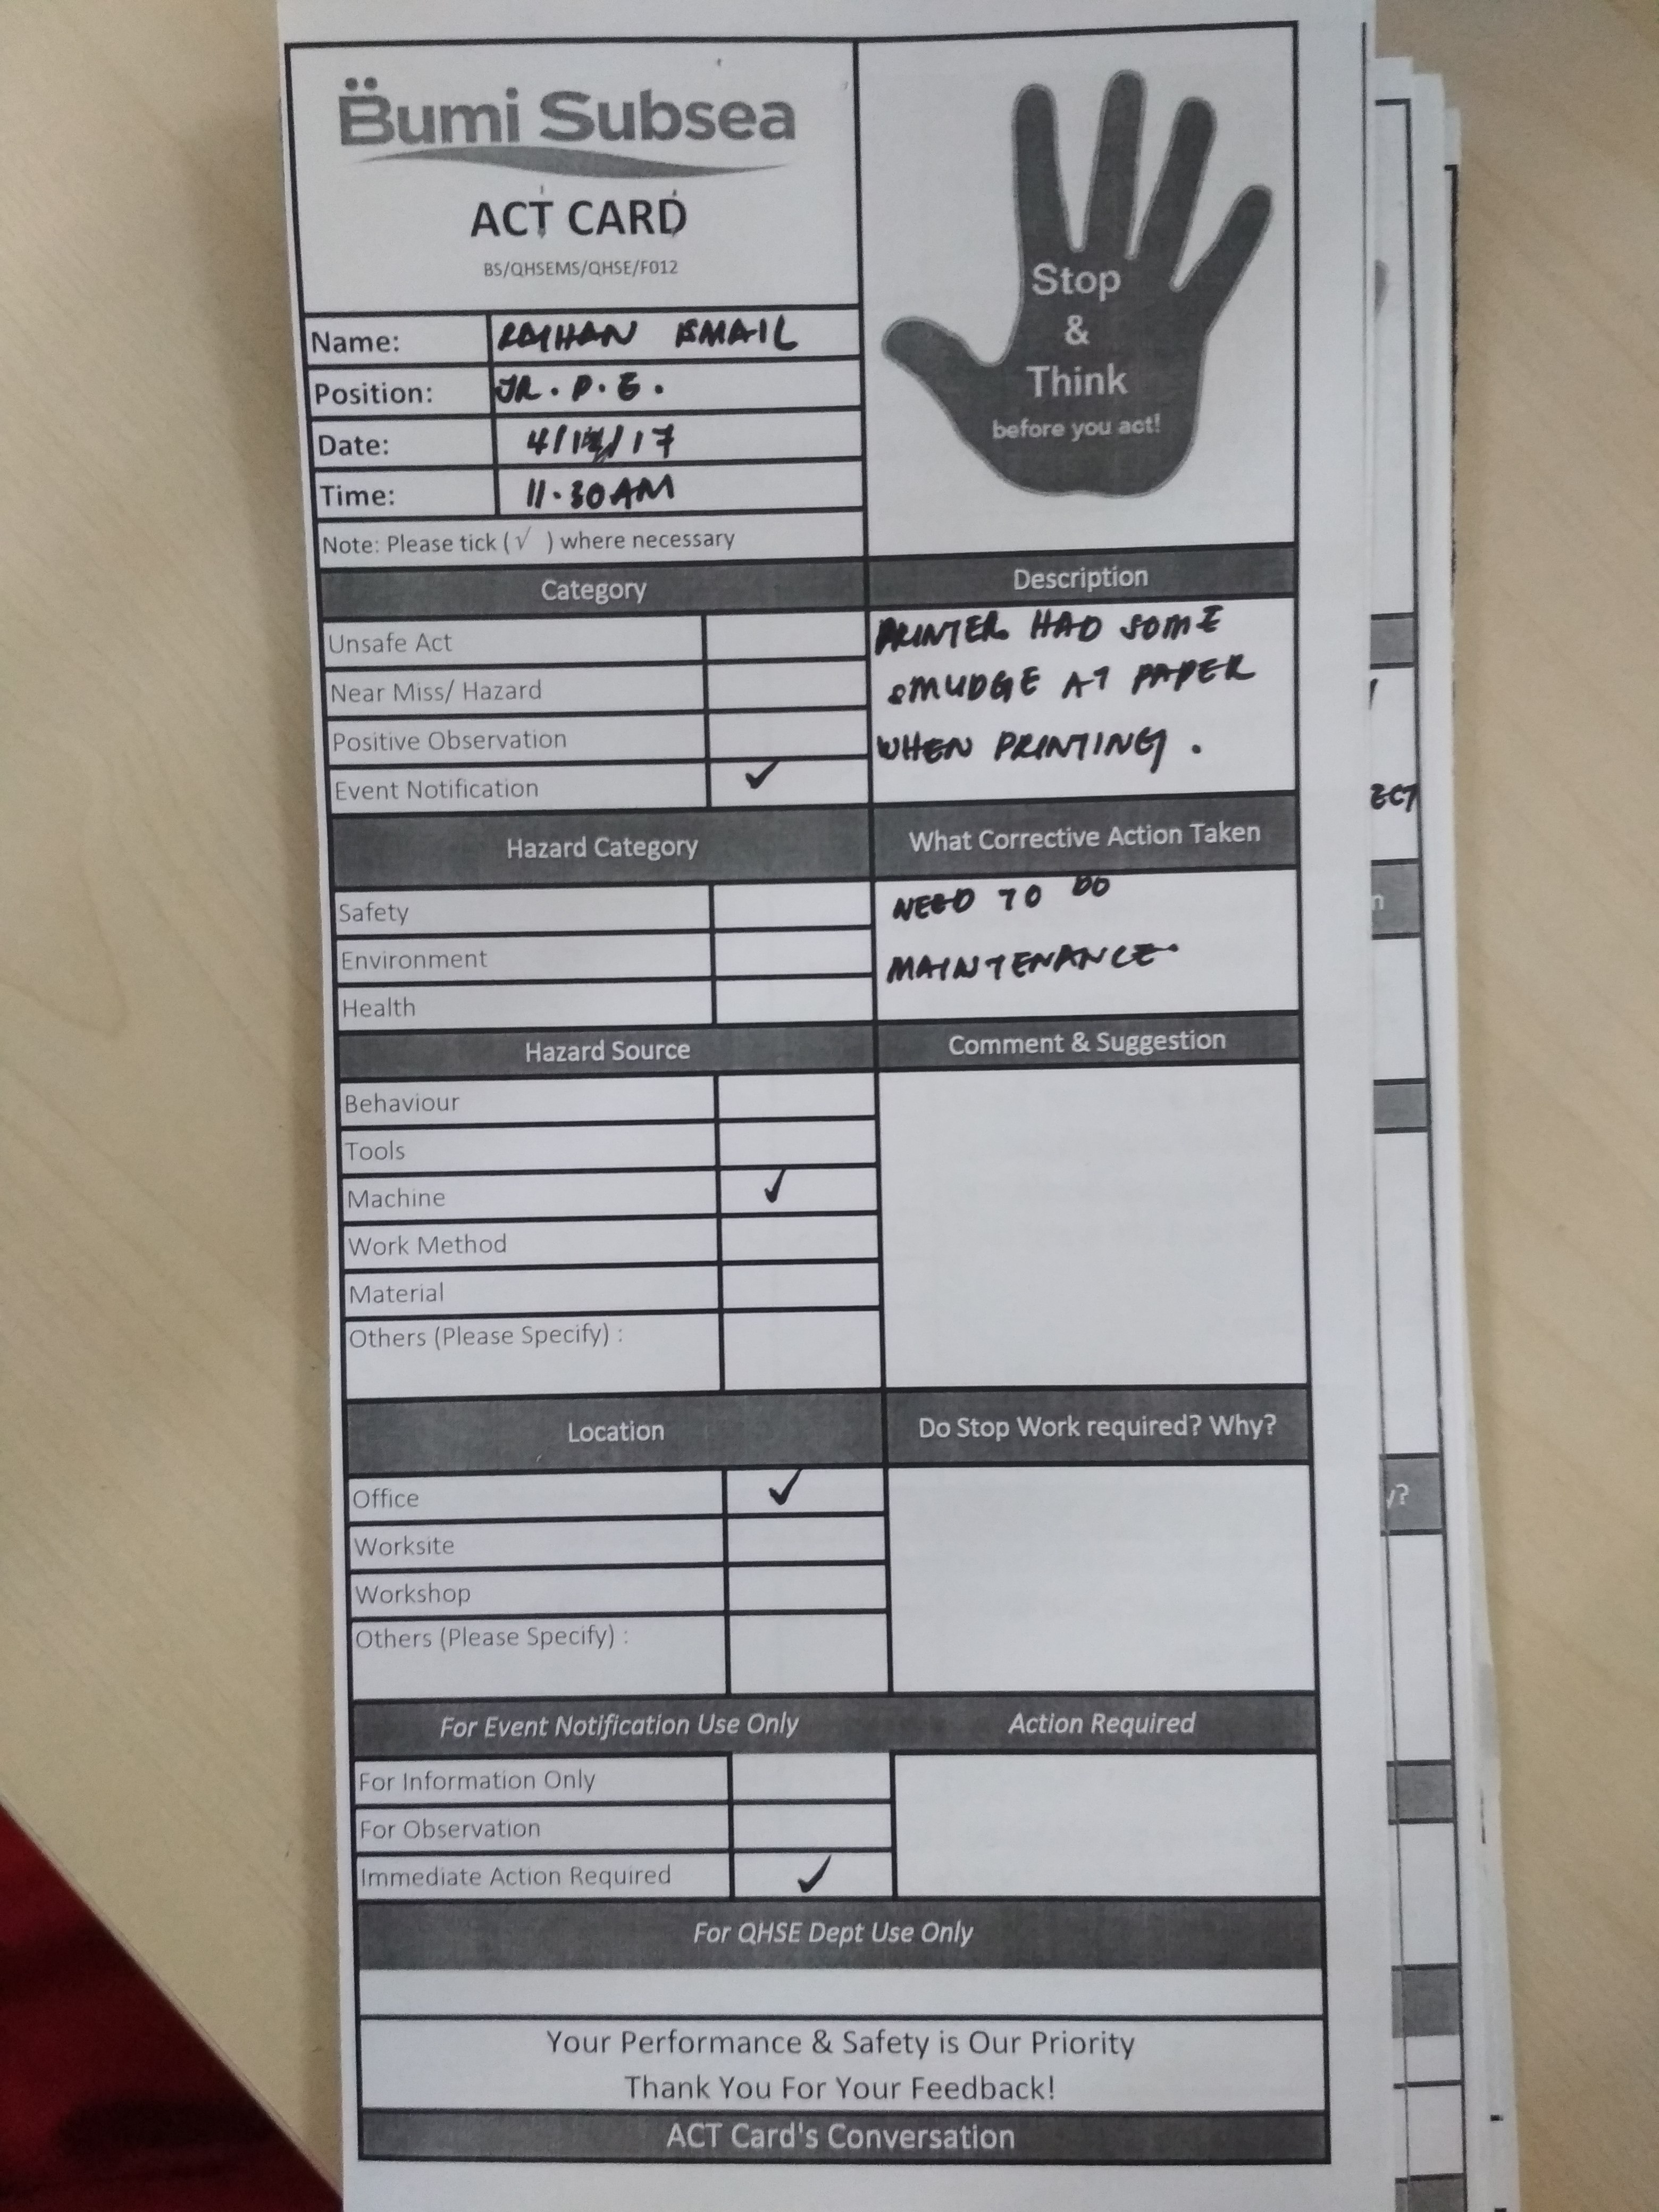 Bumi Subsea
ACT CARD
BS/QHSEMS/QHSE/F012
Stop
&
Think
before you act!
Name: RAIHAN ISMAIL
Position: JR. P.E.
Date: 4/12/17
Time: 11.30AM
Note: Please tick (√ ) where necessary
Category
Unsafe Act
Near Miss/ Hazard
Positive Observation
Event Notification ✓
Description
PRINTER HAD SOME
SMUDGE AT PAPER
WHEN PRINTING.
Hazard Category
Safety
Environment
Health
What Corrective Action Taken
NEED TO DO
MAINTENANCE.
Hazard Source
Behaviour
Tools
Machine ✓
Work Method
Material
Others (Please Specify) :
Comment & Suggestion
Location
Office ✓
Worksite
Workshop
Others (Please Specify) :
Do Stop Work required? Why?
For Event Notification Use Only
For Information Only
For Observation
Immediate Action Required ✓
Action Required
For QHSE Dept Use Only
Your Performance & Safety is Our Priority
Thank You For Your Feedback!
ACT Card's Conversation